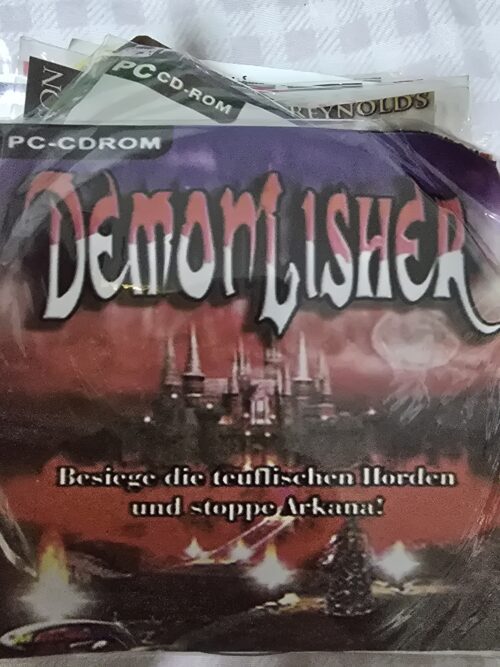 PC CD-ROM
REYNOLDS
PC-CDROM
DEMONLISHER
Besiege die teuflischen Horden
und stoppe Arkana!